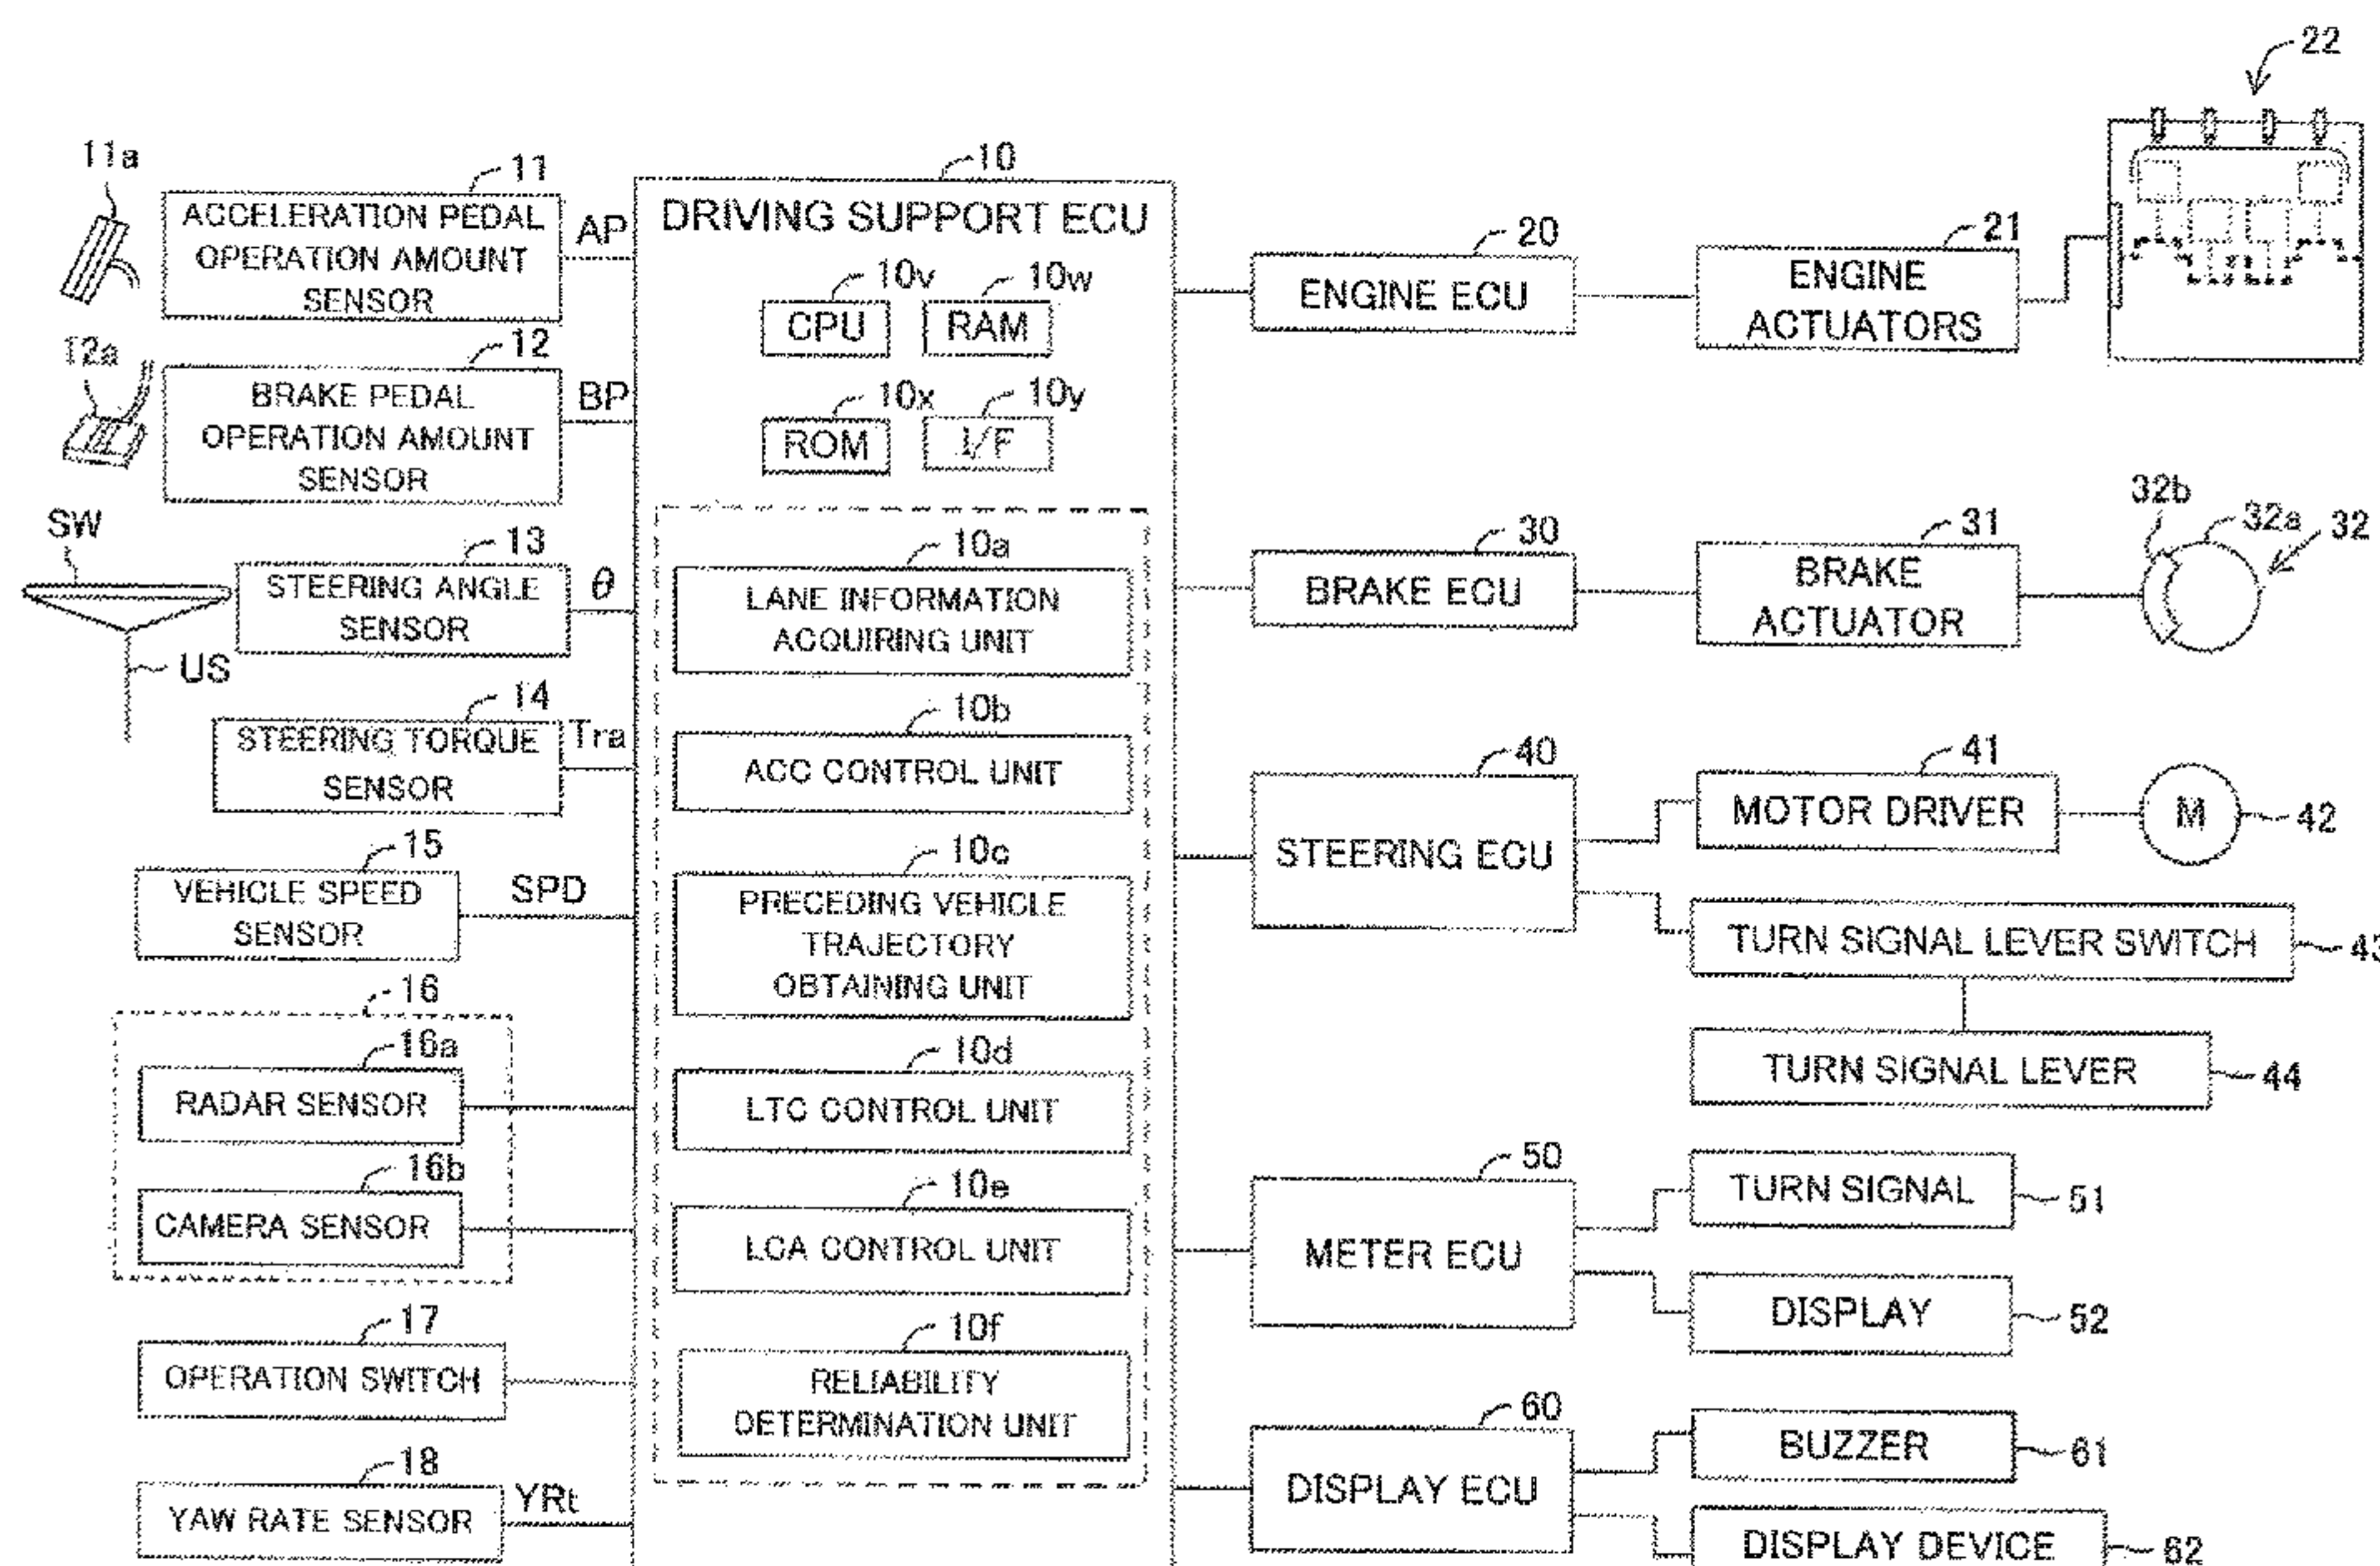 22
11a
11
ACCELERATION PEDAL
OPERATION AMOUNT
SENSOR
AP
12a
12
BRAKE PEDAL
OPERATION AMOUNT
SENSOR
BP
SW
US
13
STEERING ANGLE
SENSOR
θ
14
STEERING TORQUE
SENSOR
Tra
15
VEHICLE SPEED
SENSOR
SPD
16
16a
RADAR SENSOR
16b
CAMERA SENSOR
17
OPERATION SWITCH
18
YAW RATE SENSOR
YRt
10
DRIVING SUPPORT ECU
10v
CPU
10w
RAM
10x
ROM
10y
I/F
10a
LANE INFORMATION
ACQUIRING UNIT
10b
ACC CONTROL UNIT
10c
PRECEDING VEHICLE
TRAJECTORY
OBTAINING UNIT
10d
LTC CONTROL UNIT
10e
LCA CONTROL UNIT
10f
RELIABILITY
DETERMINATION UNIT
20
ENGINE ECU
21
ENGINE
ACTUATORS
30
BRAKE ECU
31
BRAKE
ACTUATOR
32b
32a
32
40
STEERING ECU
41
MOTOR DRIVER
M
42
TURN SIGNAL LEVER SWITCH
43
TURN SIGNAL LEVER
44
50
METER ECU
TURN SIGNAL
51
DISPLAY
52
60
DISPLAY ECU
BUZZER
61
DISPLAY DEVICE
62